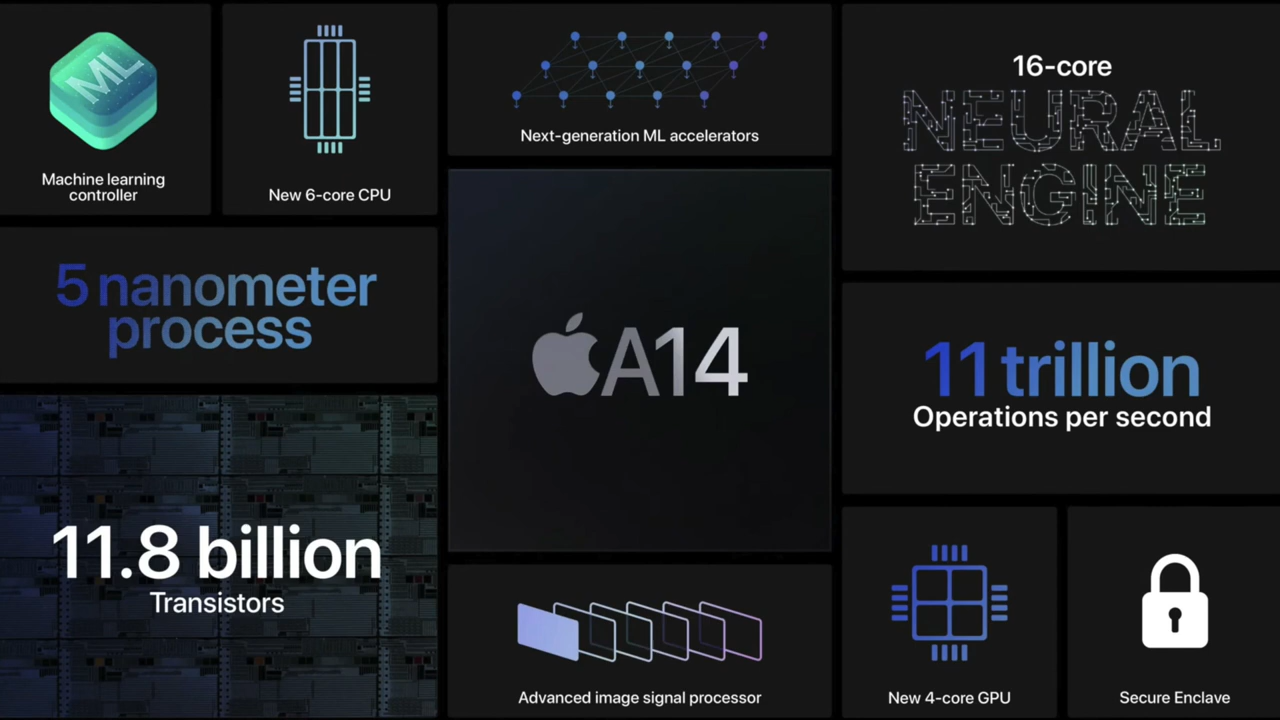 ML
Machine learning
controller
New 6-core CPU
Next-generation ML accelerators
16-core
NEURAL
ENGINE
5 nanometer
process
A14
11 trillion
Operations per second
11.8 billion
Transistors
Advanced image signal processor
New 4-core GPU
Secure Enclave